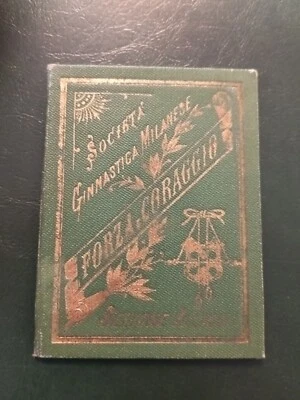 SOCIETÀ
GINNASTICA MILANESE
FORZA E CORAGGIO